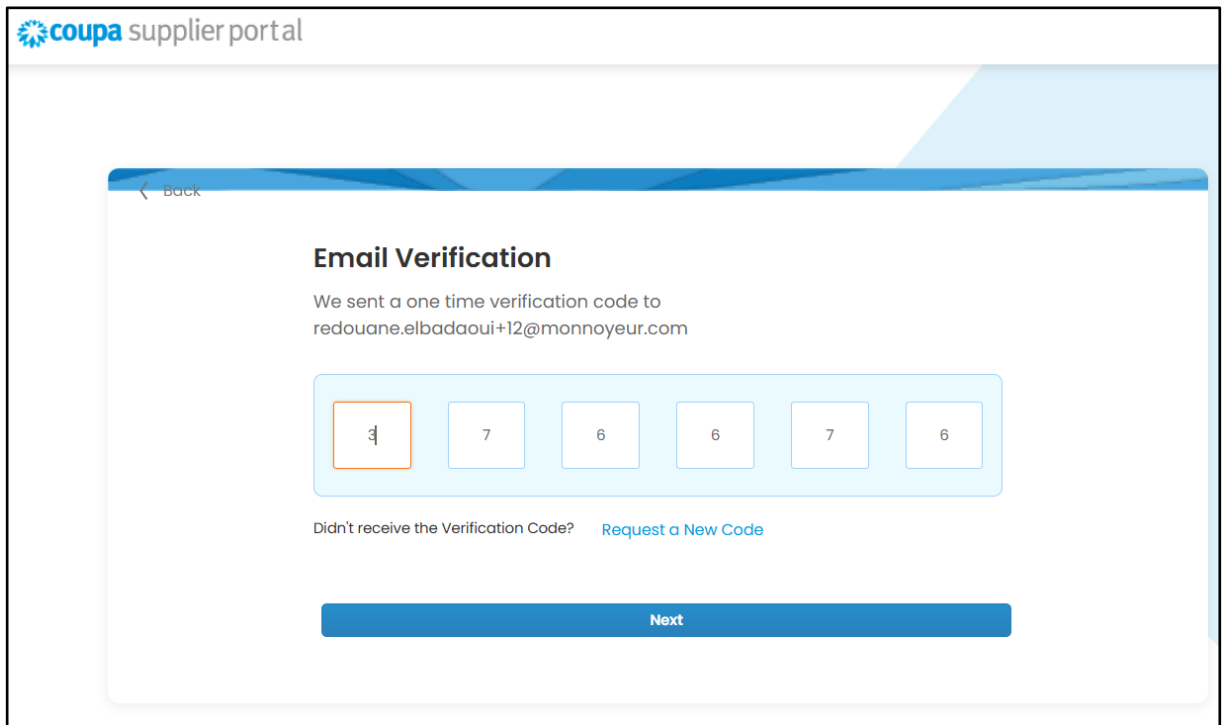 coupa supplier portal
Back
Email Verification
We sent a one time verification code to
redouane.elbadaoui+12@monnoyeur.com
3 7 6 6 7 6
Didn't receive the Verification Code? Request a New Code
Next